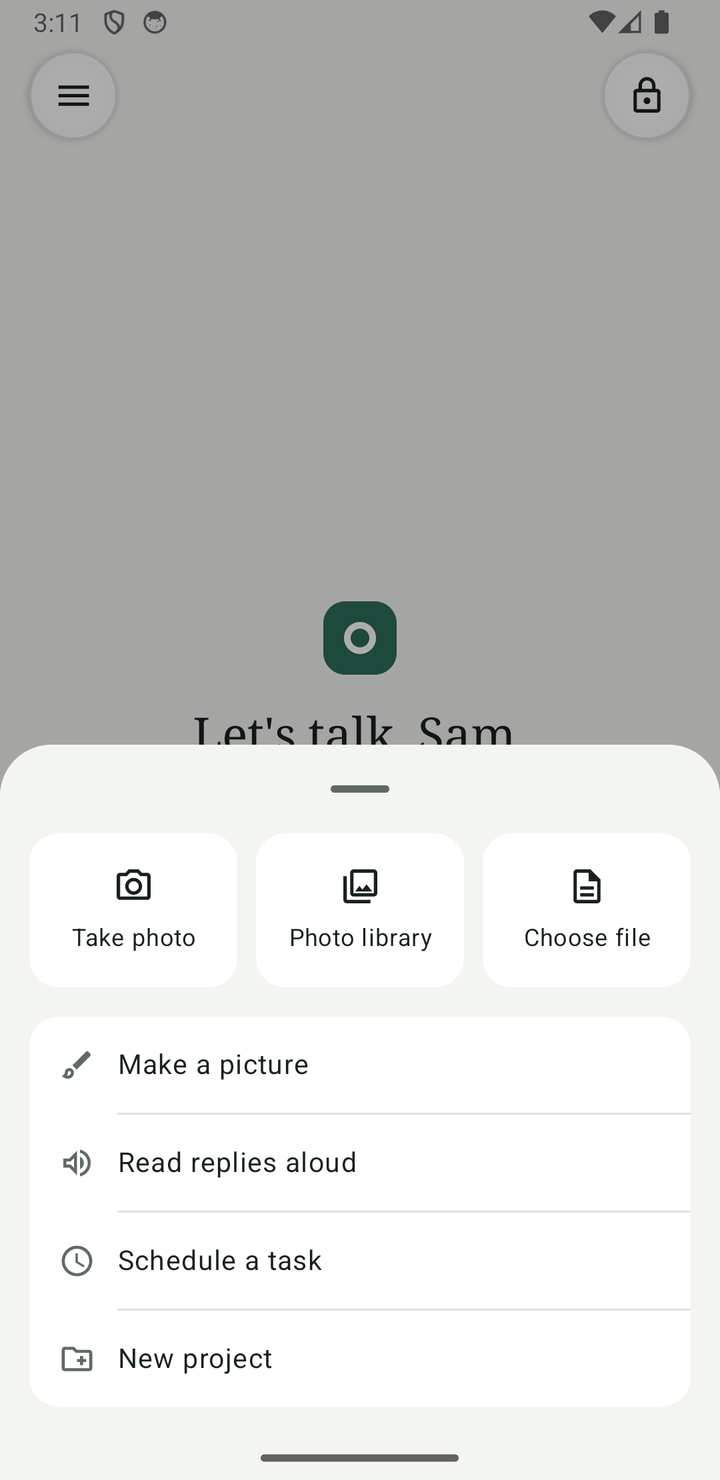 3:11
Let's talk, Sam
Take photo
Photo library
Choose file
Make a picture
Read replies aloud
Schedule a task
New project